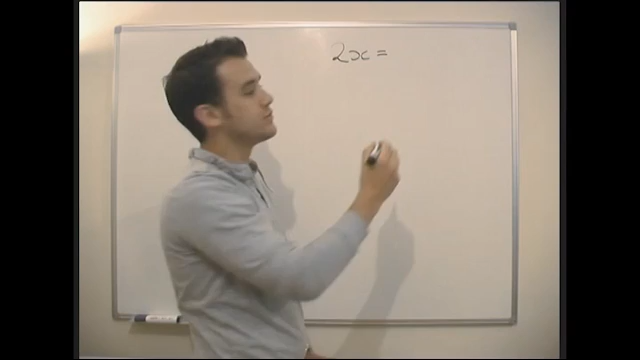 2x =